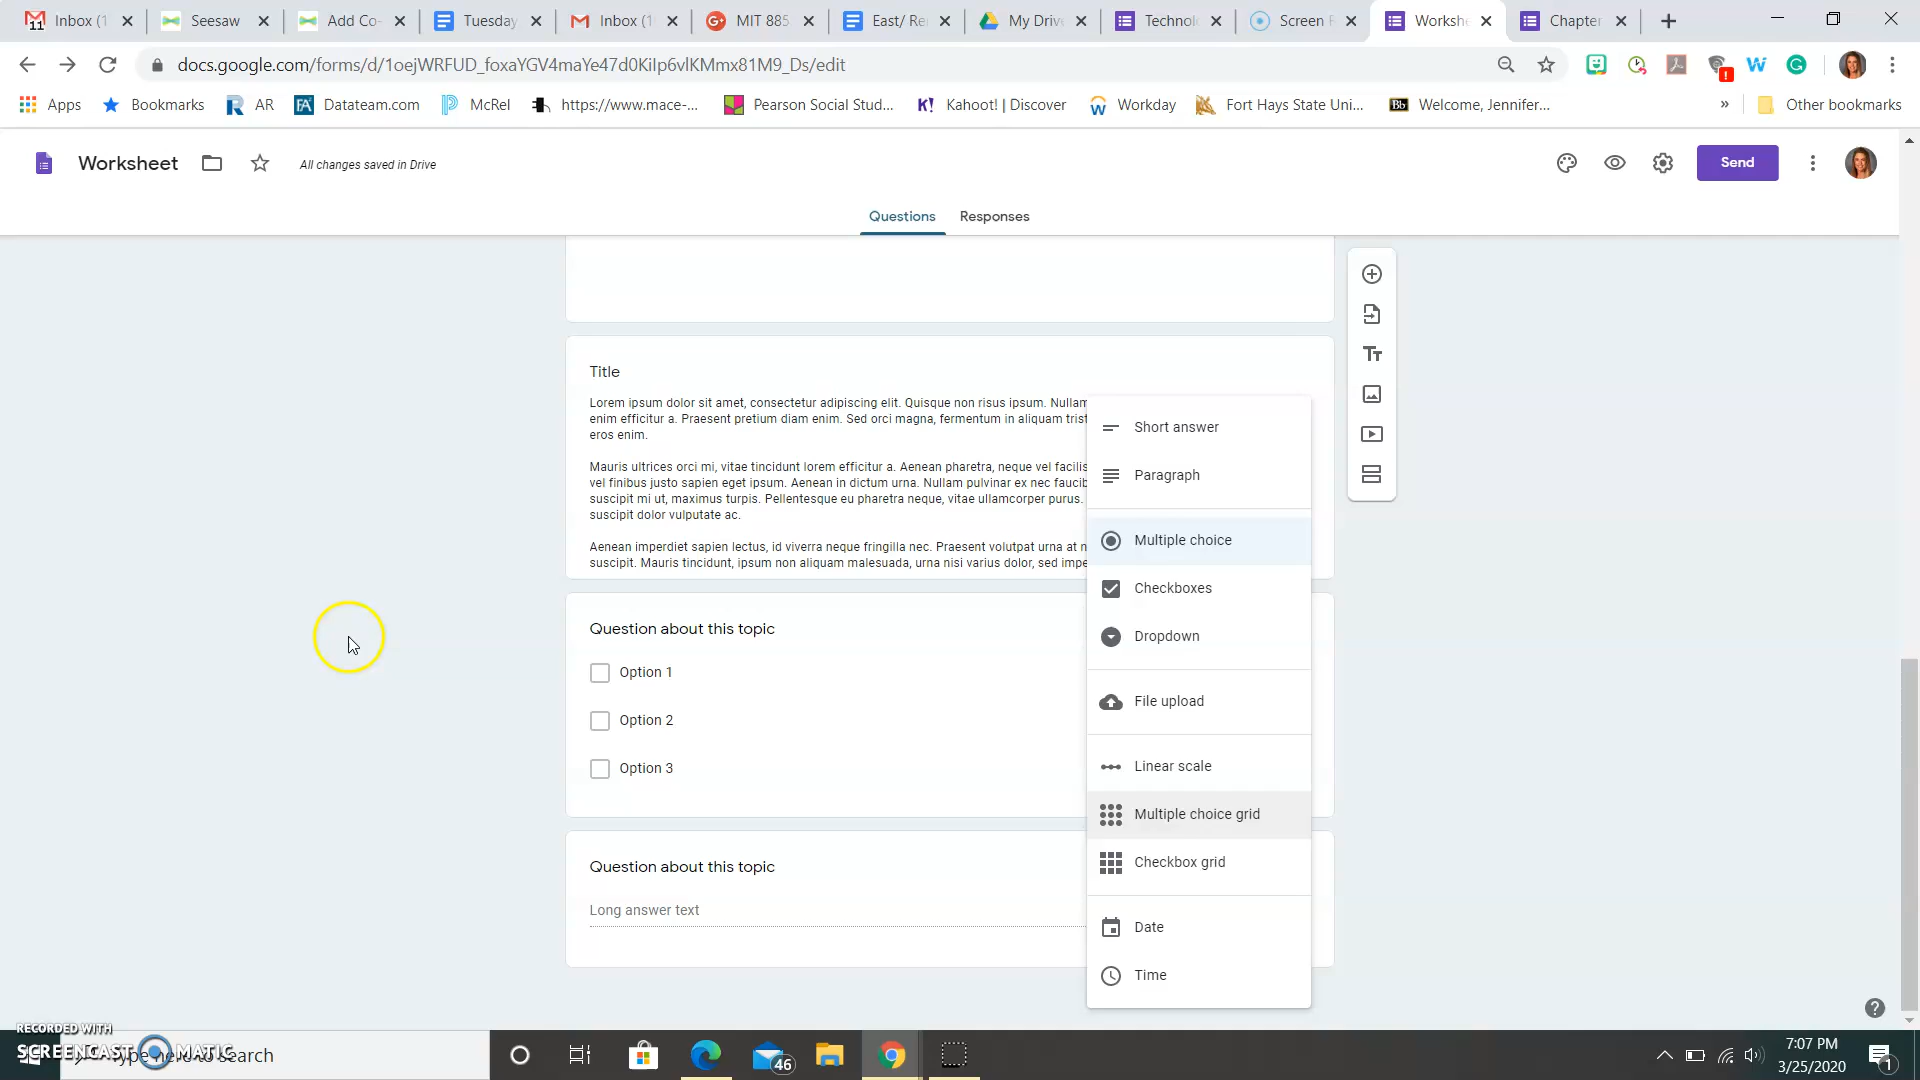 11 Inbox (1
Seesaw
Add Co-
Tuesday
Inbox (1
MIT 885
East/ Re
My Drive
Technol
Screen R
Workshe
Chapter
docs.google.com/forms/d/1oejWRFUD_foxaYGV4maYe47d0KiIp6vlKMmx81M9_Ds/edit
Apps
Bookmarks
AR
Datateam.com
McRel
https://www.mace-...
Pearson Social Stud...
K! Kahoot! | Discover
Workday
Fort Hays State Uni...
Bb Welcome, Jennifer...
»
Other bookmarks
Worksheet
All changes saved in Drive
Send
Questions
Responses
Title
Lorem ipsum dolor sit amet, consectetur adipiscing elit. Quisque non risus ipsum. Nullam
enim efficitur a. Praesent pretium diam enim. Sed orci magna, fermentum in aliquam trist
eros enim.
Mauris ultrices orci mi, vitae tincidunt lorem efficitur a. Aenean pharetra, neque vel facilis
vel finibus justo sapien eget ipsum. Aenean in dictum urna. Nullam pulvinar ex nec faucib
suscipit mi ut, maximus turpis. Pellentesque eu pharetra neque, vitae ullamcorper purus.
suscipit dolor vulputate ac.
Aenean imperdiet sapien lectus, id viverra neque fringilla nec. Praesent volutpat urna at n
suscipit. Mauris tincidunt, ipsum non aliquam malesuada, urna nisi varius dolor, sed impe
Short answer
Paragraph
Multiple choice
Checkboxes
Dropdown
File upload
Linear scale
Multiple choice grid
Checkbox grid
Date
Time
Question about this topic
Option 1
Option 2
Option 3
Question about this topic
Long answer text
RECORDED WITH
SCREENCAST MATIC
Type here to search
46
7:07 PM
3/25/2020
1